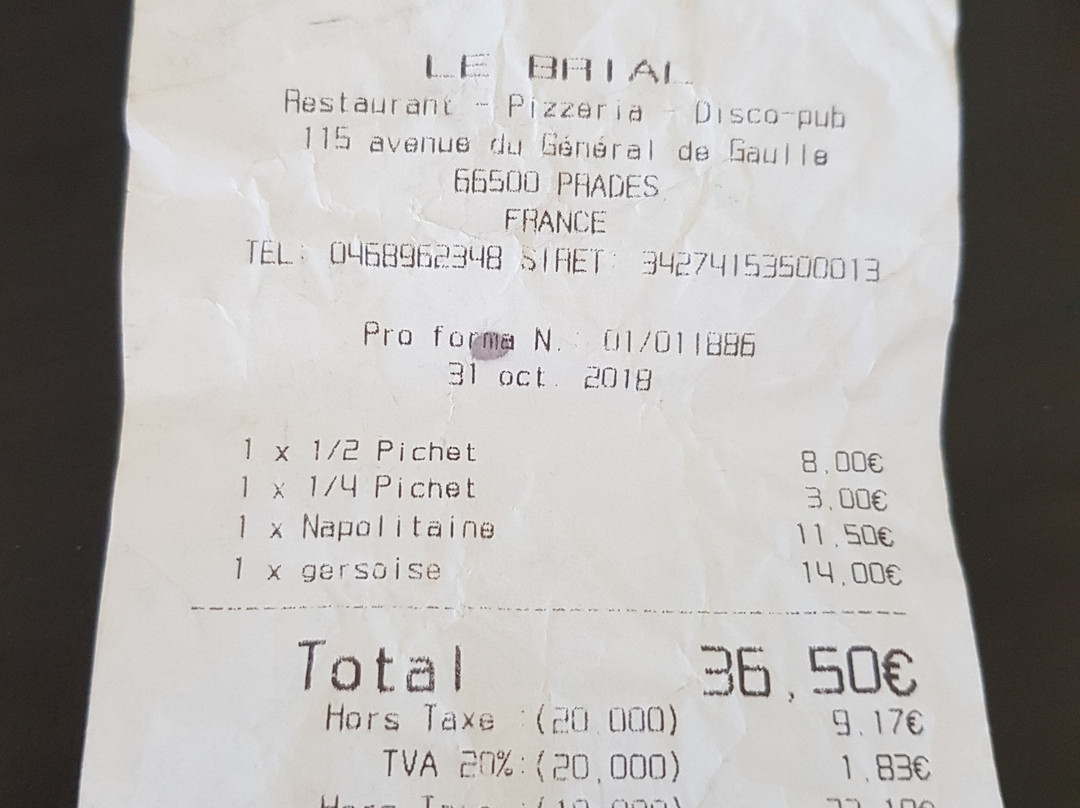 LE BRIAL
Restaurant - Pizzeria - Disco-pub
115 avenue du Général de Gaulle
66500 PRADES
FRANCE
TEL: 0468962348 SIRET: 34274153500013
Pro forma N. : 01/011886
31 oct. 2018
1 x 1/2 Pichet 8,00€
1 x 1/4 Pichet 3,00€
1 x Napolitaine 11,50€
1 x gersoise 14,00€
Total 36,50€
Hors Taxe :(20,000) 9,17€
TVA 20%:(20,000) 1,83€